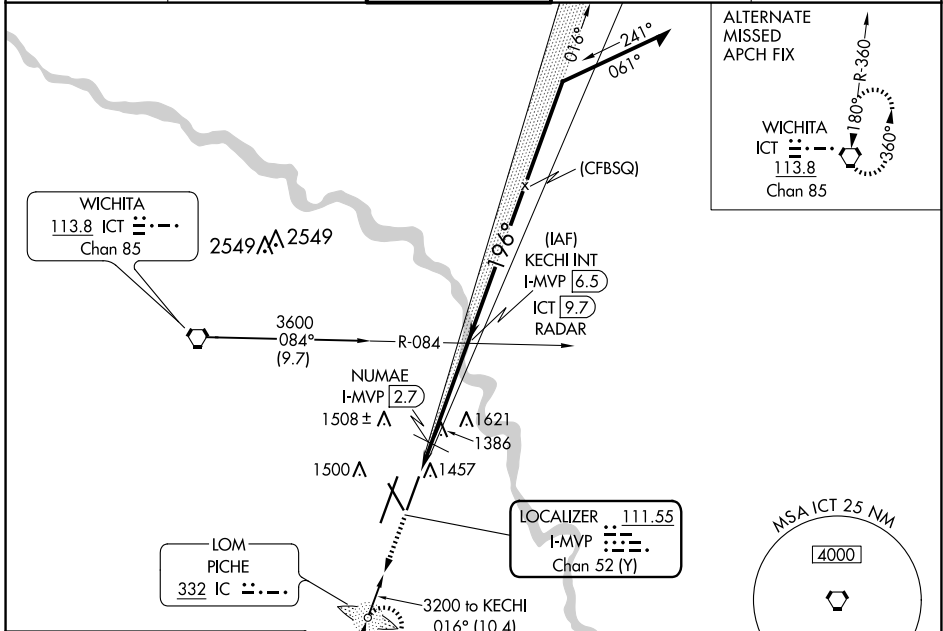 ALTERNATE
MISSED
APCH FIX
R-360
180°
360°
WICHITA
ICT
113.8
Chan 85
016°
241°
061°
(CFBSQ)
196°
(IAF)
KECHI INT
I-MVP 6.5
ICT 9.7
RADAR
WICHITA
113.8 ICT
Chan 85
2549 2549
3600
084°
(9.7)
R-084
NUMAE
I-MVP 2.7
1508 ±
1621
1386
1500
1457
LOCALIZER 111.55
I-MVP
Chan 52 (Y)
LOM
PICHE
332 IC
3200 to KECHI
016° (10.4)
MSA ICT 25 NM
4000